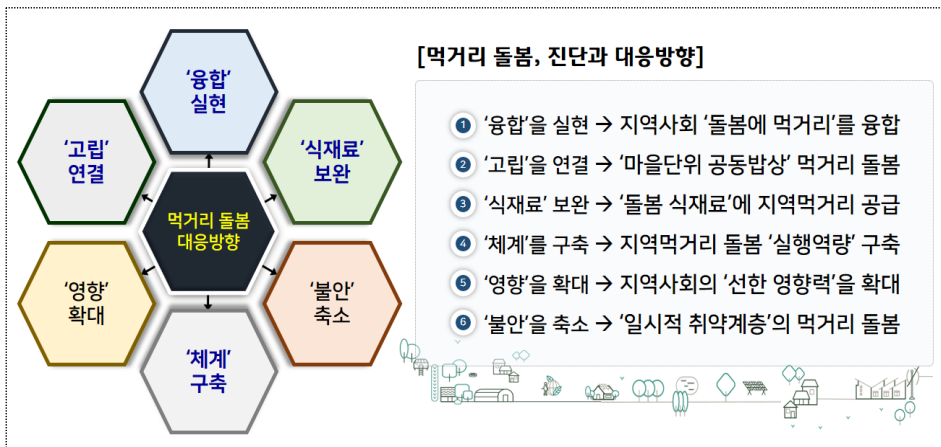 ‘융합’
실현
‘고립’
연결
‘식재료’
보완
먹거리 돌봄
대응방향
‘영향’
확대
‘불안’
축소
‘체계’
구축
[먹거리 돌봄, 진단과 대응방향]
1 ‘융합’을 실현 → 지역사회 ‘돌봄에 먹거리’를 융합
2 ‘고립’을 연결 → ‘마을단위 공동밥상’ 먹거리 돌봄
3 ‘식재료’ 보완 → ‘돌봄 식재료’에 지역먹거리 공급
4 ‘체계’를 구축 → 지역먹거리 돌봄 ‘실행역량’ 구축
5 ‘영향’을 확대 → 지역사회의 ‘선한 영향력’을 확대
6 ‘불안’을 축소 → ‘일시적 취약계층’의 먹거리 돌봄